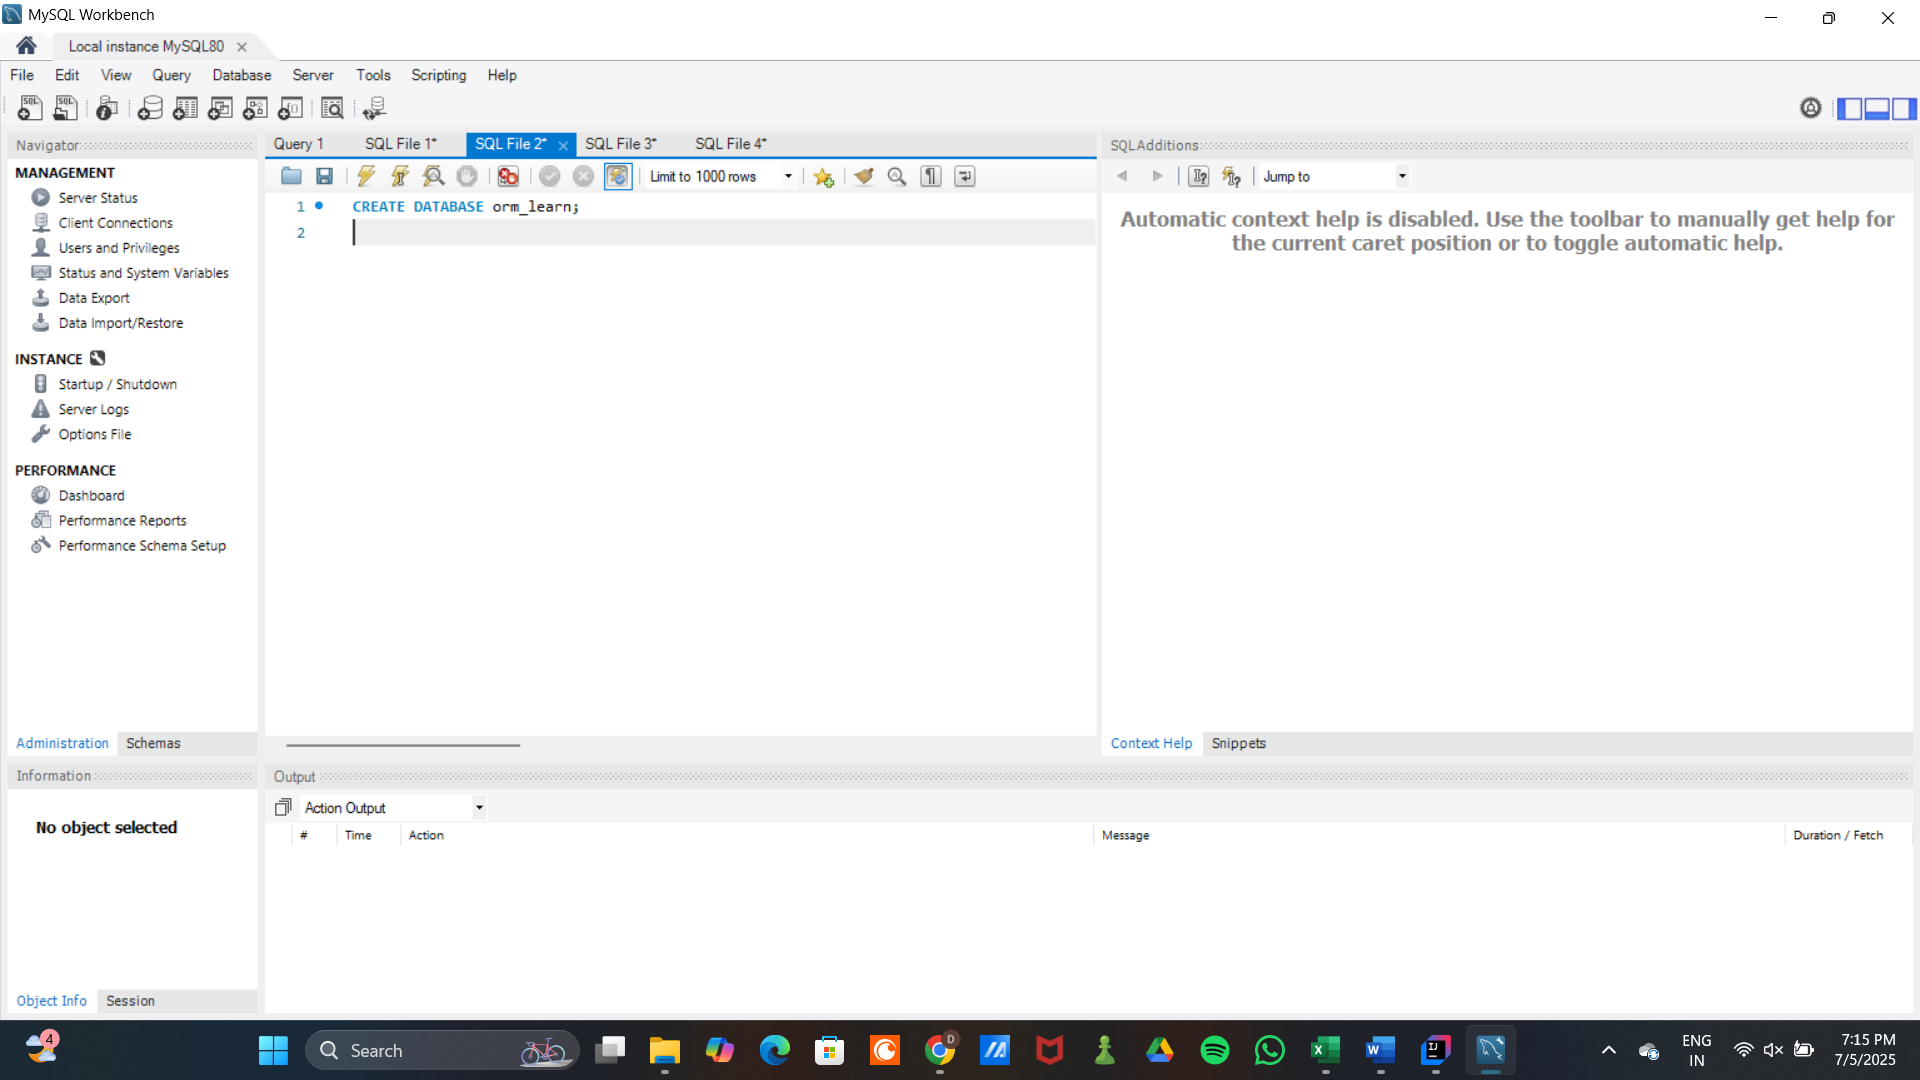 MySQL Workbench
Local instance MySQL80
File Edit View Query Database Server Tools Scripting Help
Navigator
MANAGEMENT
Server Status
Client Connections
Users and Privileges
Status and System Variables
Data Export
Data Import/Restore
INSTANCE
Startup / Shutdown
Server Logs
Options File
PERFORMANCE
Dashboard
Performance Reports
Performance Schema Setup
Administration Schemas
Information
No object selected
Object Info Session
Query 1 SQL File 1* SQL File 2* SQL File 3* SQL File 4*
Limit to 1000 rows
1 CREATE DATABASE orm_learn;
2
SQLAdditions
Jump to
Automatic context help is disabled. Use the toolbar to manually get help for
the current caret position or to toggle automatic help.
Context Help Snippets
Output
Action Output
# Time Action Message Duration / Fetch
4
Search
D
ENG
IN
7:15 PM
7/5/2025